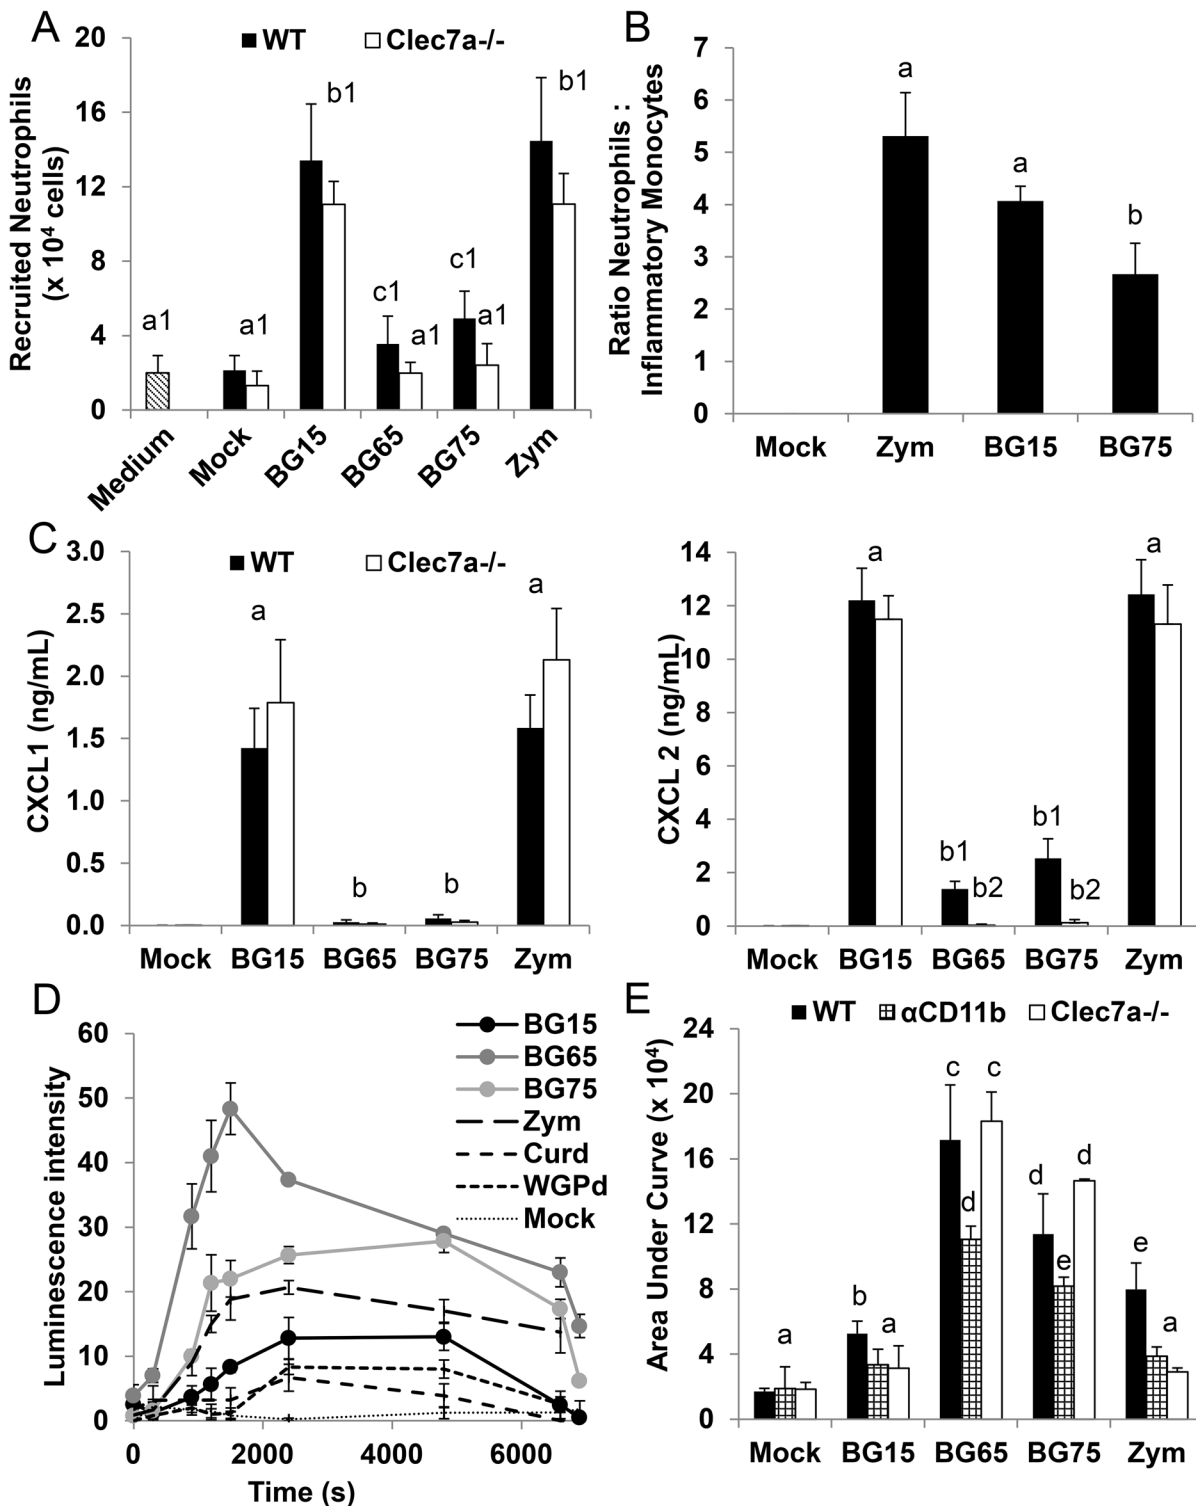 A
WT Clec7a-/-
Recruited Neutrophils
(x 10⁴ cells)
20
16
12
8
4
0
a1
a1
b1
c1
a1
c1
a1
b1
Medium
Mock
BG15
BG65
BG75
Zym
B
Ratio Neutrophils :
Inflammatory Monocytes
7
6
5
4
3
2
1
0
a
a
b
Mock Zym BG15 BG75
C
WT Clec7a-/-
CXCL1 (ng/mL)
3.0
2.5
2.0
1.5
1.0
0.5
0.0
a
b
b
a
Mock BG15 BG65 BG75 Zym
CXCL 2 (ng/mL)
14
12
10
8
6
4
2
0
a
b1
b2
b1
b2
a
Mock BG15 BG65 BG75 Zym
D
Luminescence intensity
60
50
40
30
20
10
0
BG15
BG65
BG75
Zym
Curd
WGPd
Mock
0 2000 4000 6000
Time (s)
E
WT αCD11b Clec7a-/-
Area Under Curve (x 10⁴)
24
20
16
12
8
4
0
a
b
a
c
d
c
d
e
d
e
a
Mock BG15 BG65 BG75 Zym